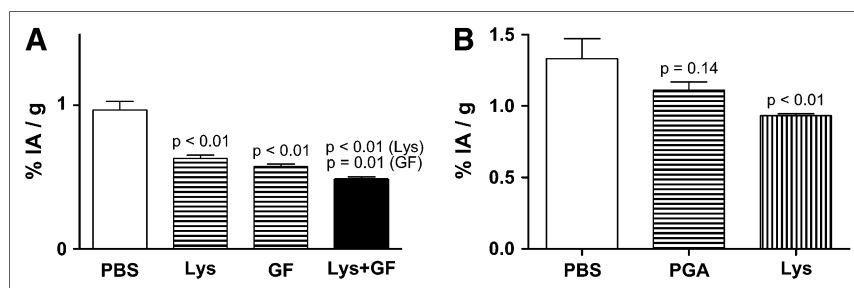 A
% IA / g
1
0
p < 0.01
p < 0.01
p < 0.01 (Lys)
p = 0.01 (GF)
PBS
Lys
GF
Lys+GF
B
% IA / g
1.5
1.0
0.5
0.0
p = 0.14
p < 0.01
PBS
PGA
Lys